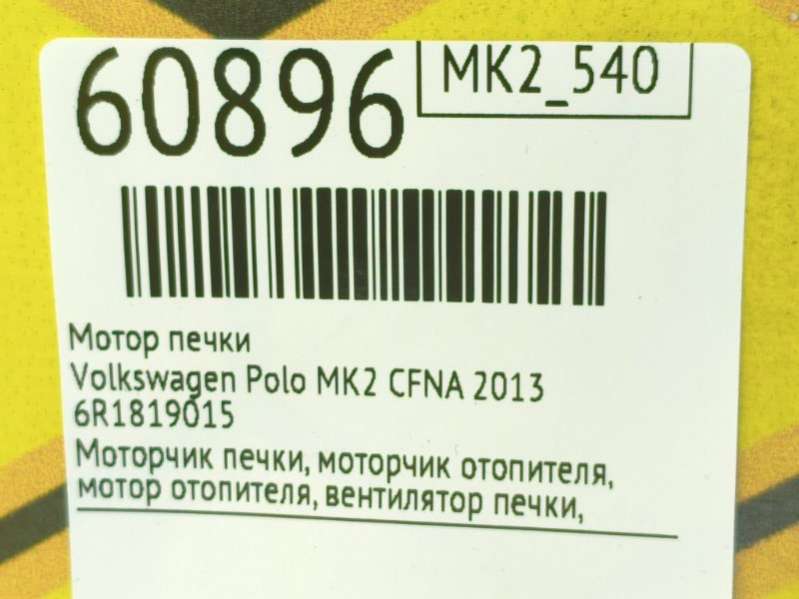 60896
MK2_540
Мотор печки
Volkswagen Polo MK2 CFNA 2013
6R1819015
Моторчик печки, моторчик отопителя,
мотор отопителя, вентилятор печки,